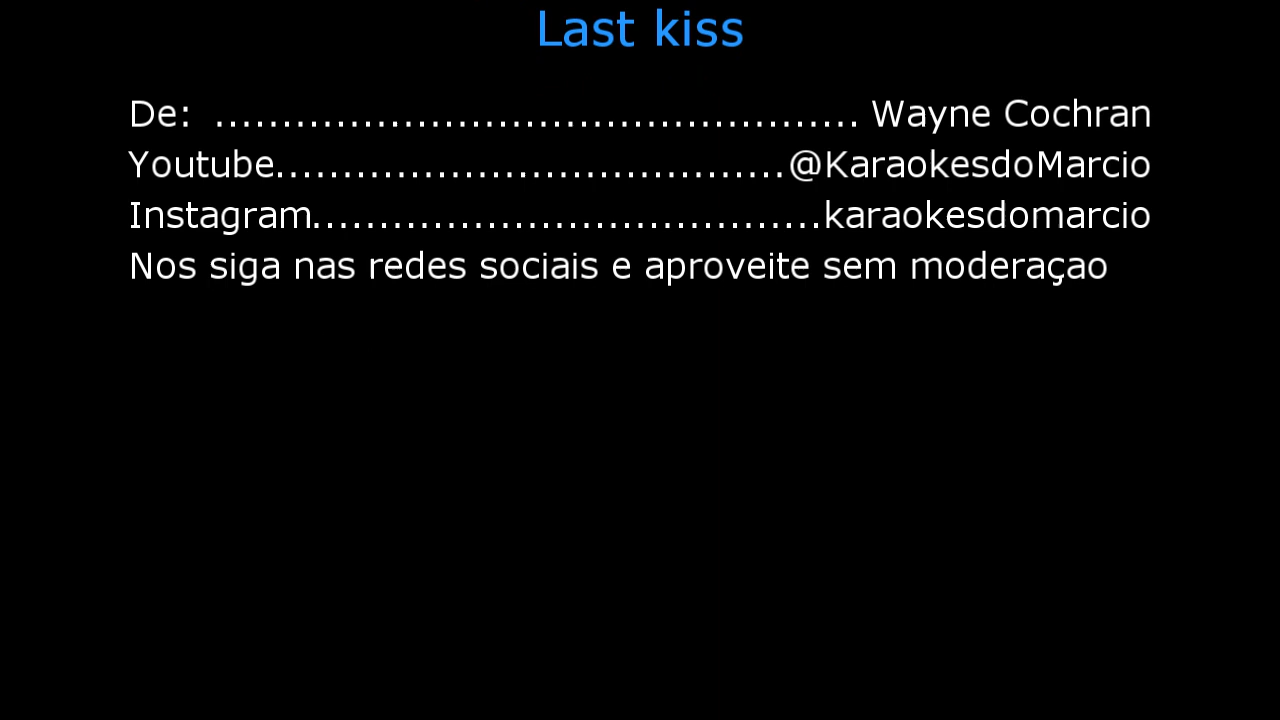 Last kiss
De: ................................................ Wayne Cochran
Youtube......................................@KaraokesdoMarcio
Instagram......................................karaokesdomarcio
Nos siga nas redes sociais e aproveite sem moderaçao